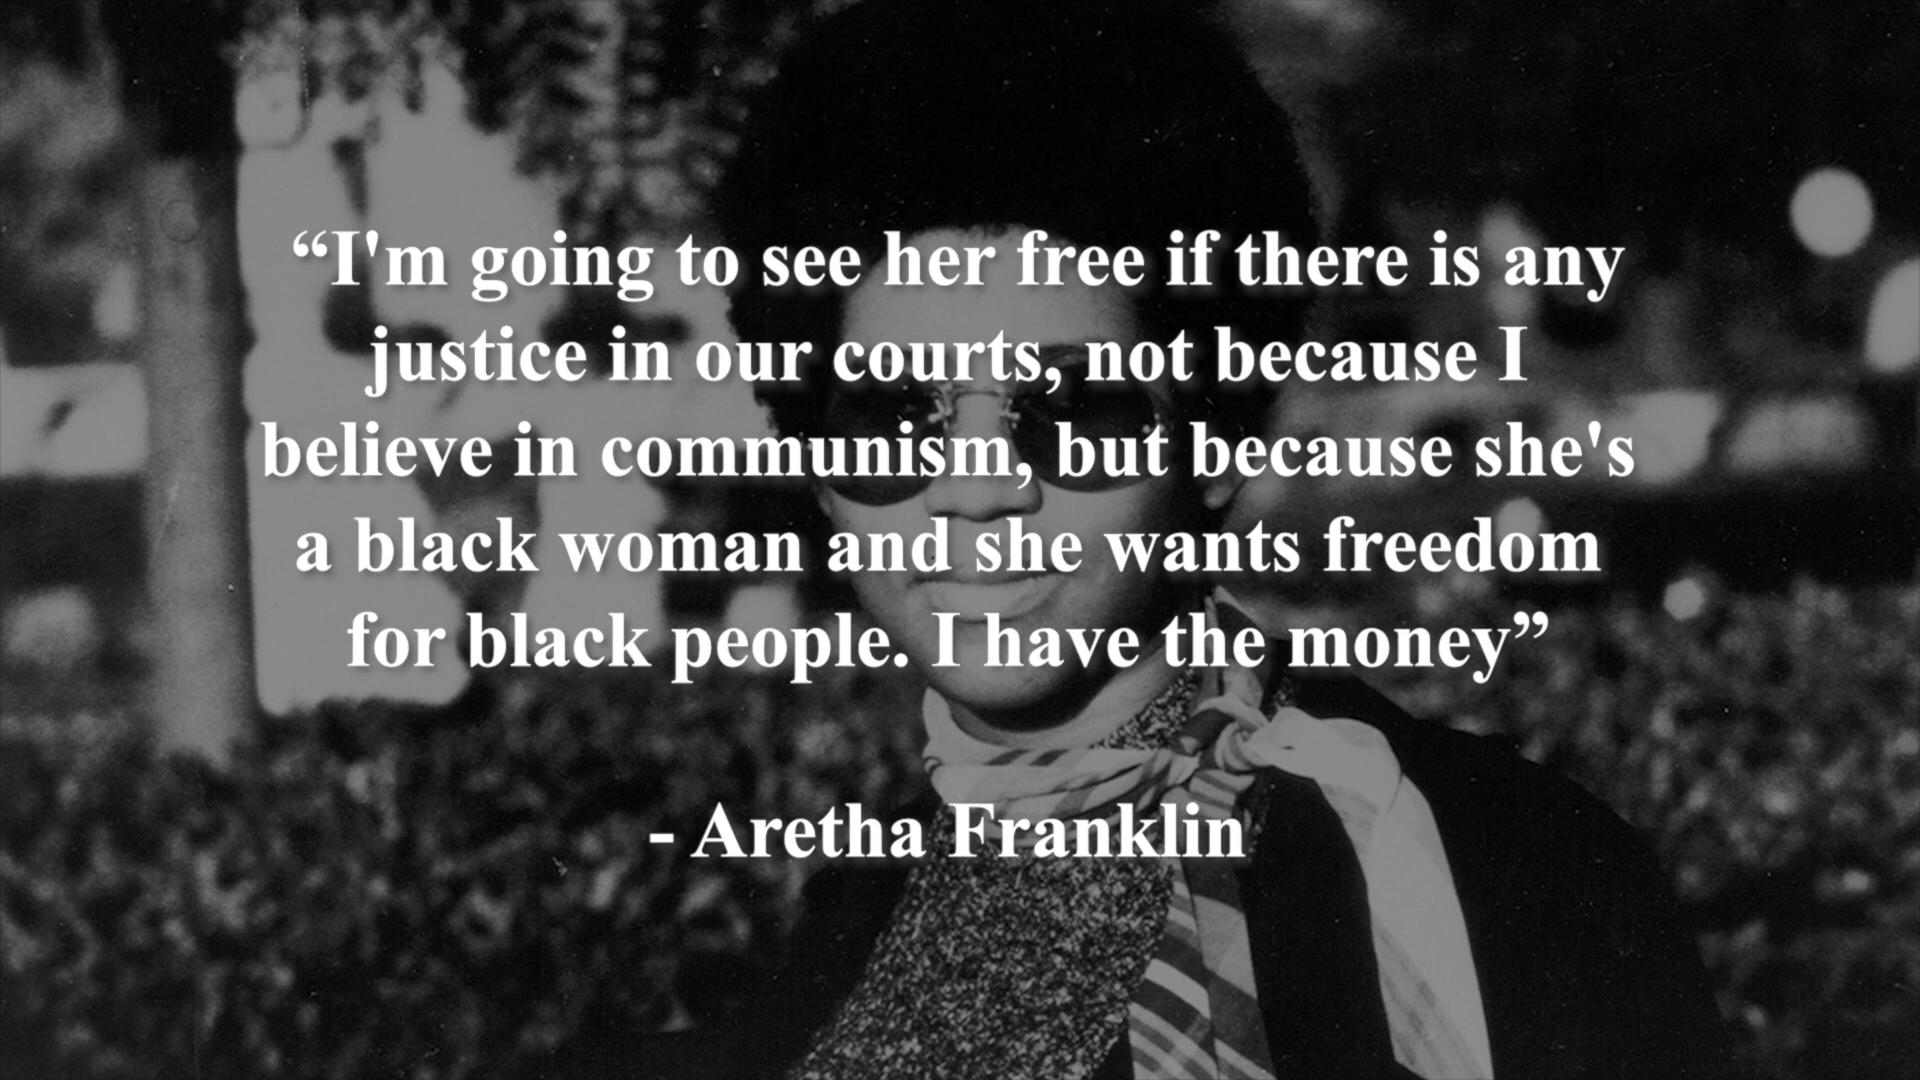 “I'm going to see her free if there is any
justice in our courts, not because I
believe in communism, but because she's
a black woman and she wants freedom
for black people. I have the money”
- Aretha Franklin